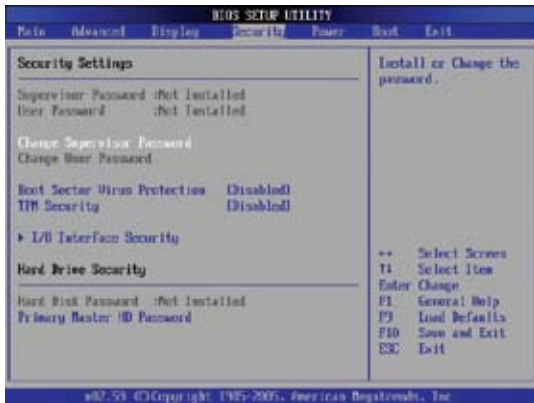 BIOS SETUP UTILITY
Main Advanced Display Security Power Boot Exit
Security Settings
Supervisor Password :Not Installed
User Password :Not Installed
Change Supervisor Password
Change User Password
Boot Sector Virus Protection [Disabled]
TPM Security [Disabled]
I/O Interface Security
Hard Drive Security
Hard Disk Password :Not Installed
Primary Master HD Password
Install or Change the
password.
↔ Select Screen
↑↓ Select Item
Enter Change
F1 General Help
F9 Load Defaults
F10 Save and Exit
ESC Exit
v02.59 (C)Copyright 1985-2005, American Megatrends, Inc